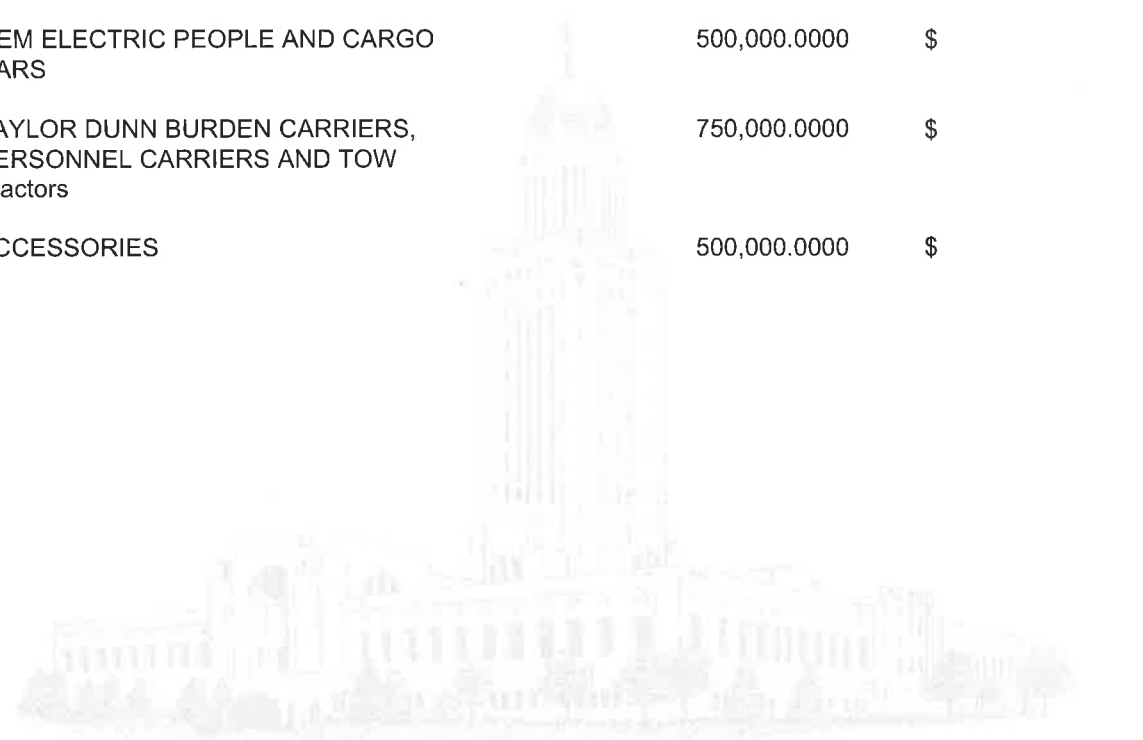 EM ELECTRIC PEOPLE AND CARGO 500,000.0000 $
ARS
AYLOR DUNN BURDEN CARRIERS, 750,000.0000 $
ERSONNEL CARRIERS AND TOW
actors
CCESSORIES 500,000.0000 $